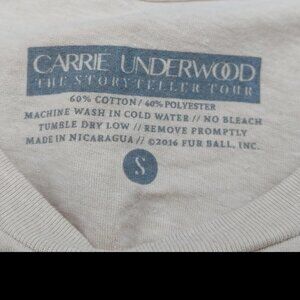 CARRIE UNDERWOOD
THE STORYTELLER TOUR
60% COTTON / 40% POLYESTER
MACHINE WASH IN COLD WATER // NO BLEACH
TUMBLE DRY LOW // REMOVE PROMPTLY
MADE IN NICARAGUA // ©2016 FUR BALL, INC.
S